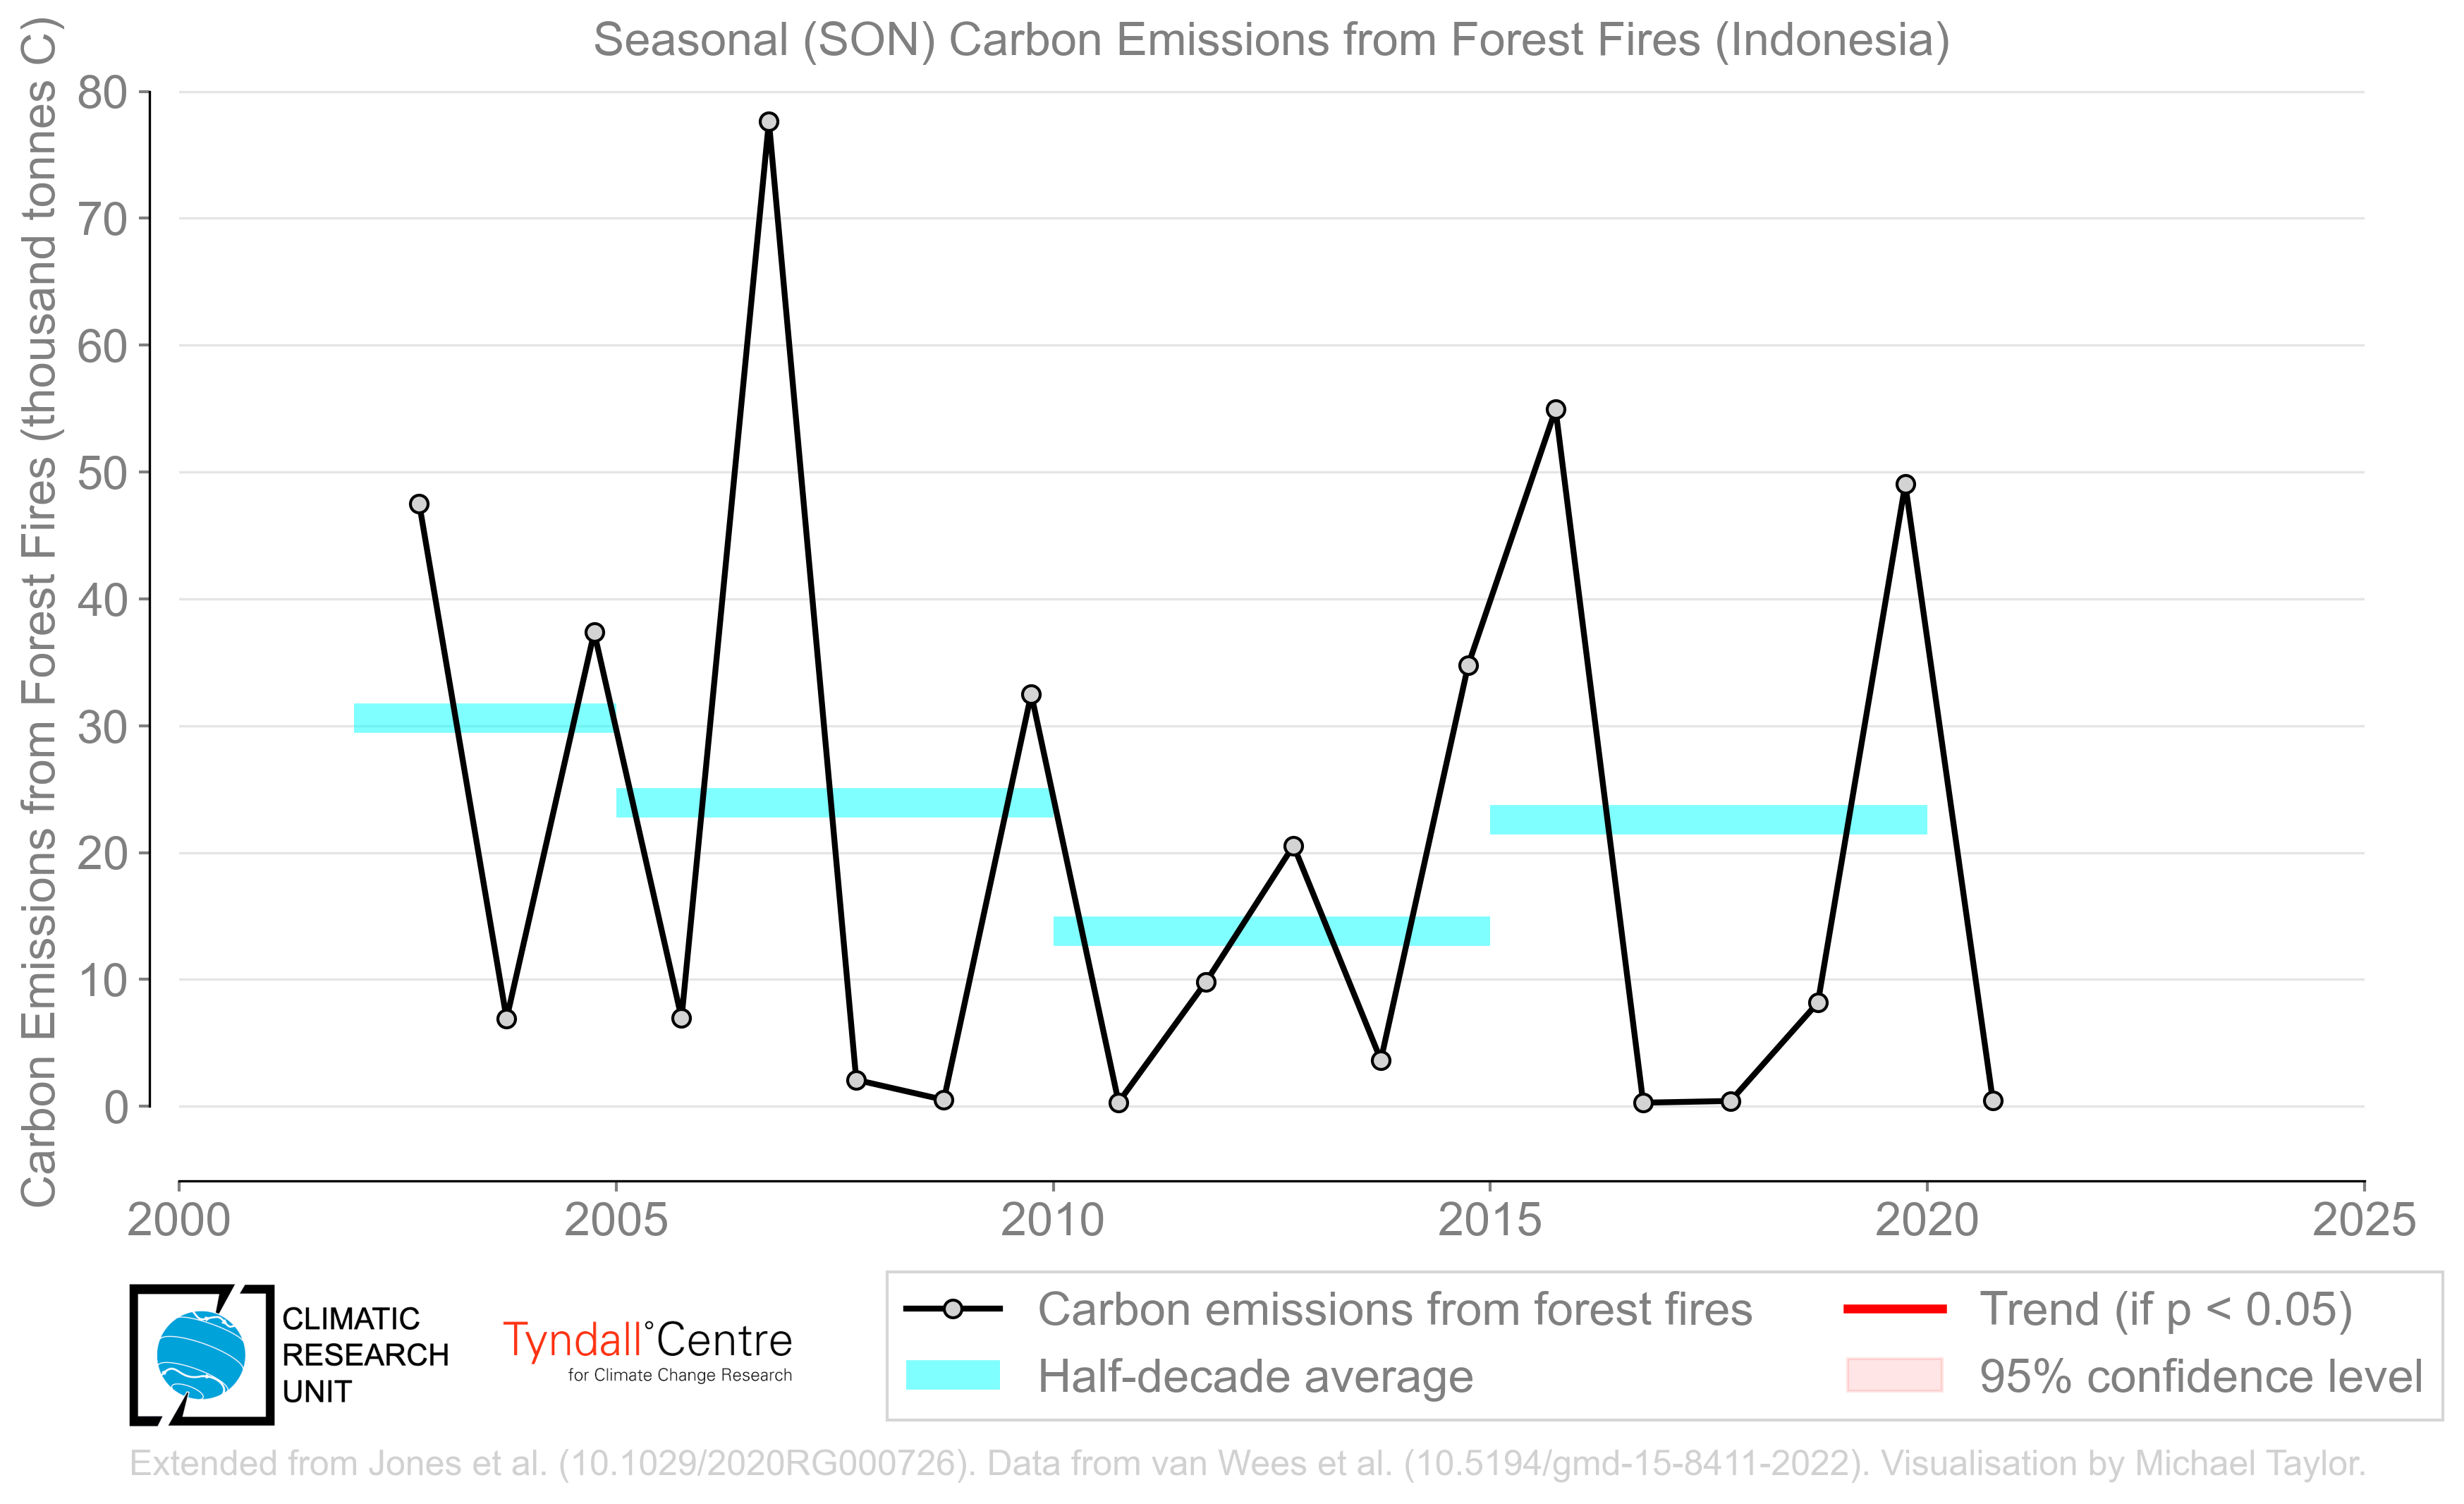 Seasonal (SON) Carbon Emissions from Forest Fires (Indonesia)
Carbon Emissions from Forest Fires (thousand tonnes C)
80
70
60
50
40
30
20
10
0
2000
2005
2010
2015
2020
2025
CLIMATIC
RESEARCH
UNIT
Tyndall°Centre
for Climate Change Research
Carbon emissions from forest fires
Half-decade average
Trend (if p < 0.05)
95% confidence level
Extended from Jones et al. (10.1029/2020RG000726). Data from van Wees et al. (10.5194/gmd-15-8411-2022). Visualisation by Michael Taylor.